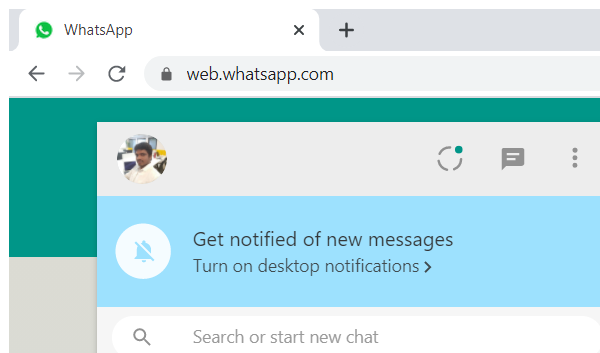 WhatsApp
web.whatsapp.com
Get notified of new messages
Turn on desktop notifications
Search or start new chat